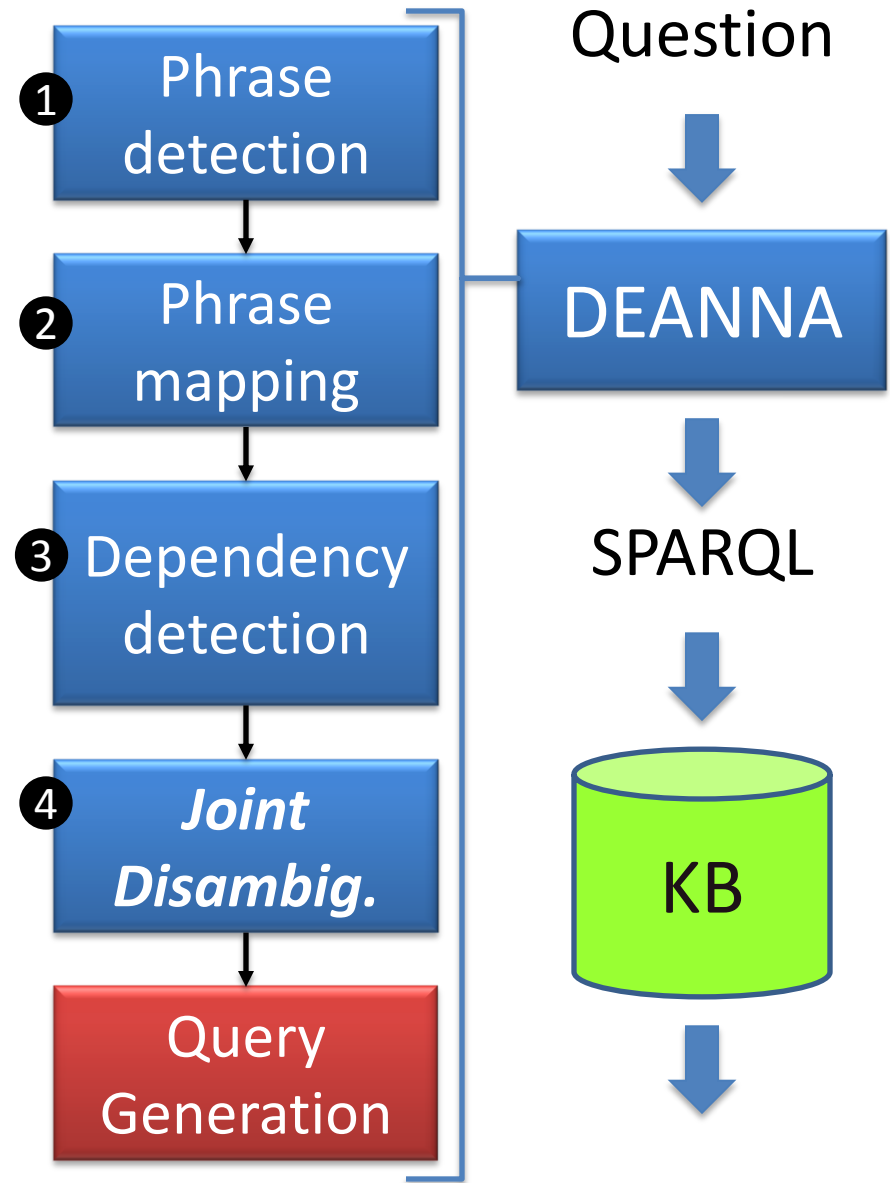 1
Phrase
detection
2
Phrase
mapping
3
Dependency
detection
4
Joint
Disambig.
Query
Generation
Question
DEANNA
SPARQL
KB